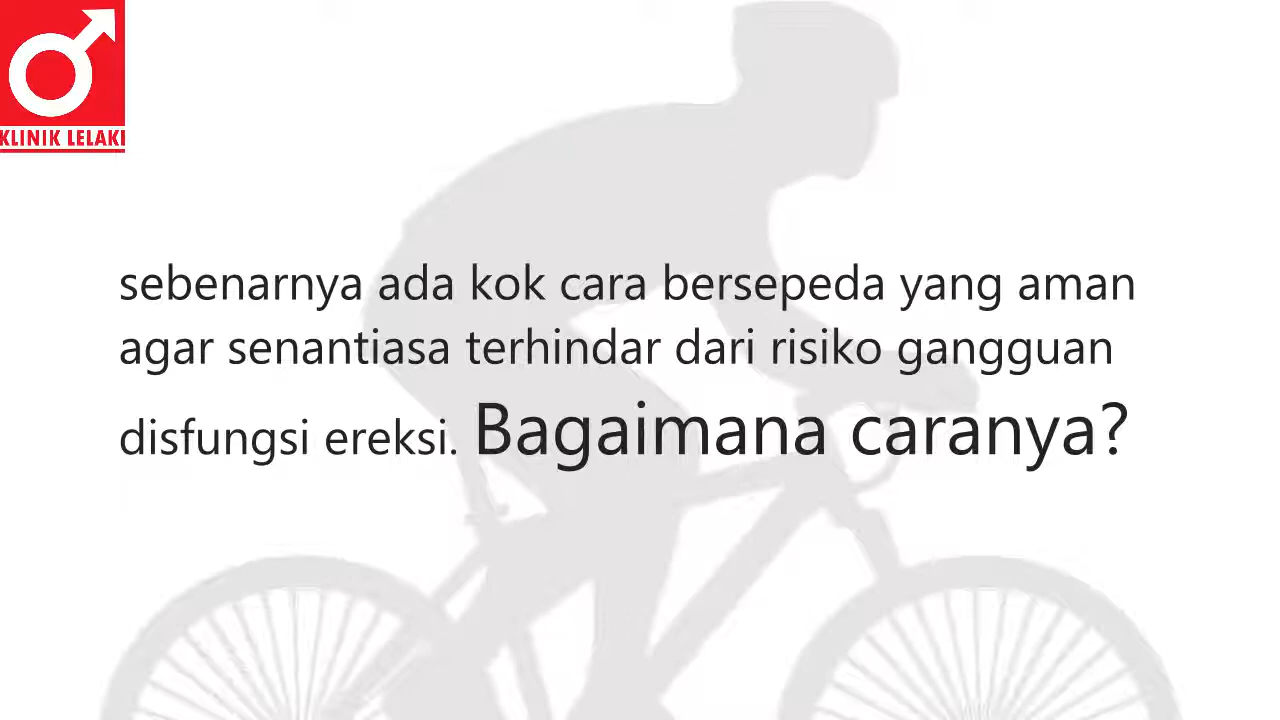 KLINIK LELAKI
sebenarnya ada kok cara bersepeda yang aman
agar senantiasa terhindar dari risiko gangguan
disfungsi ereksi. Bagaimana caranya?